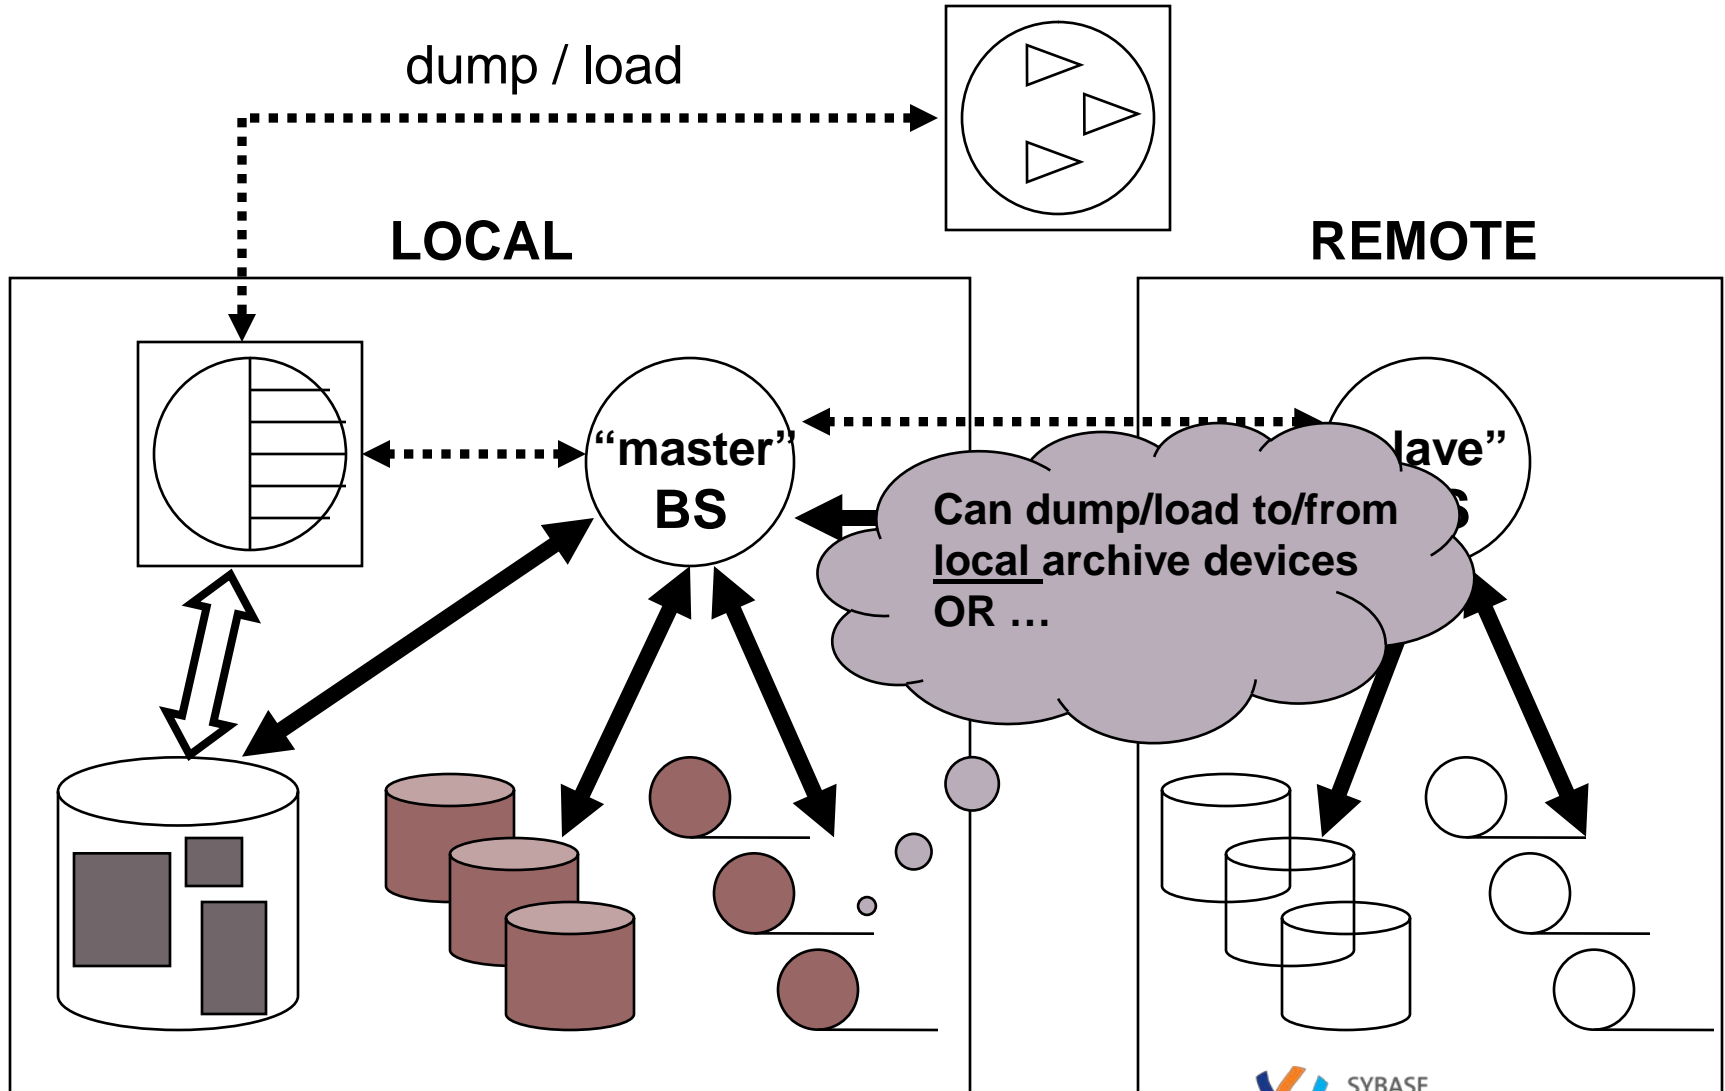 dump / load
LOCAL
REMOTE
“master”
BS
lave”
S
Can dump/load to/from
local archive devices
OR …
SYBASE